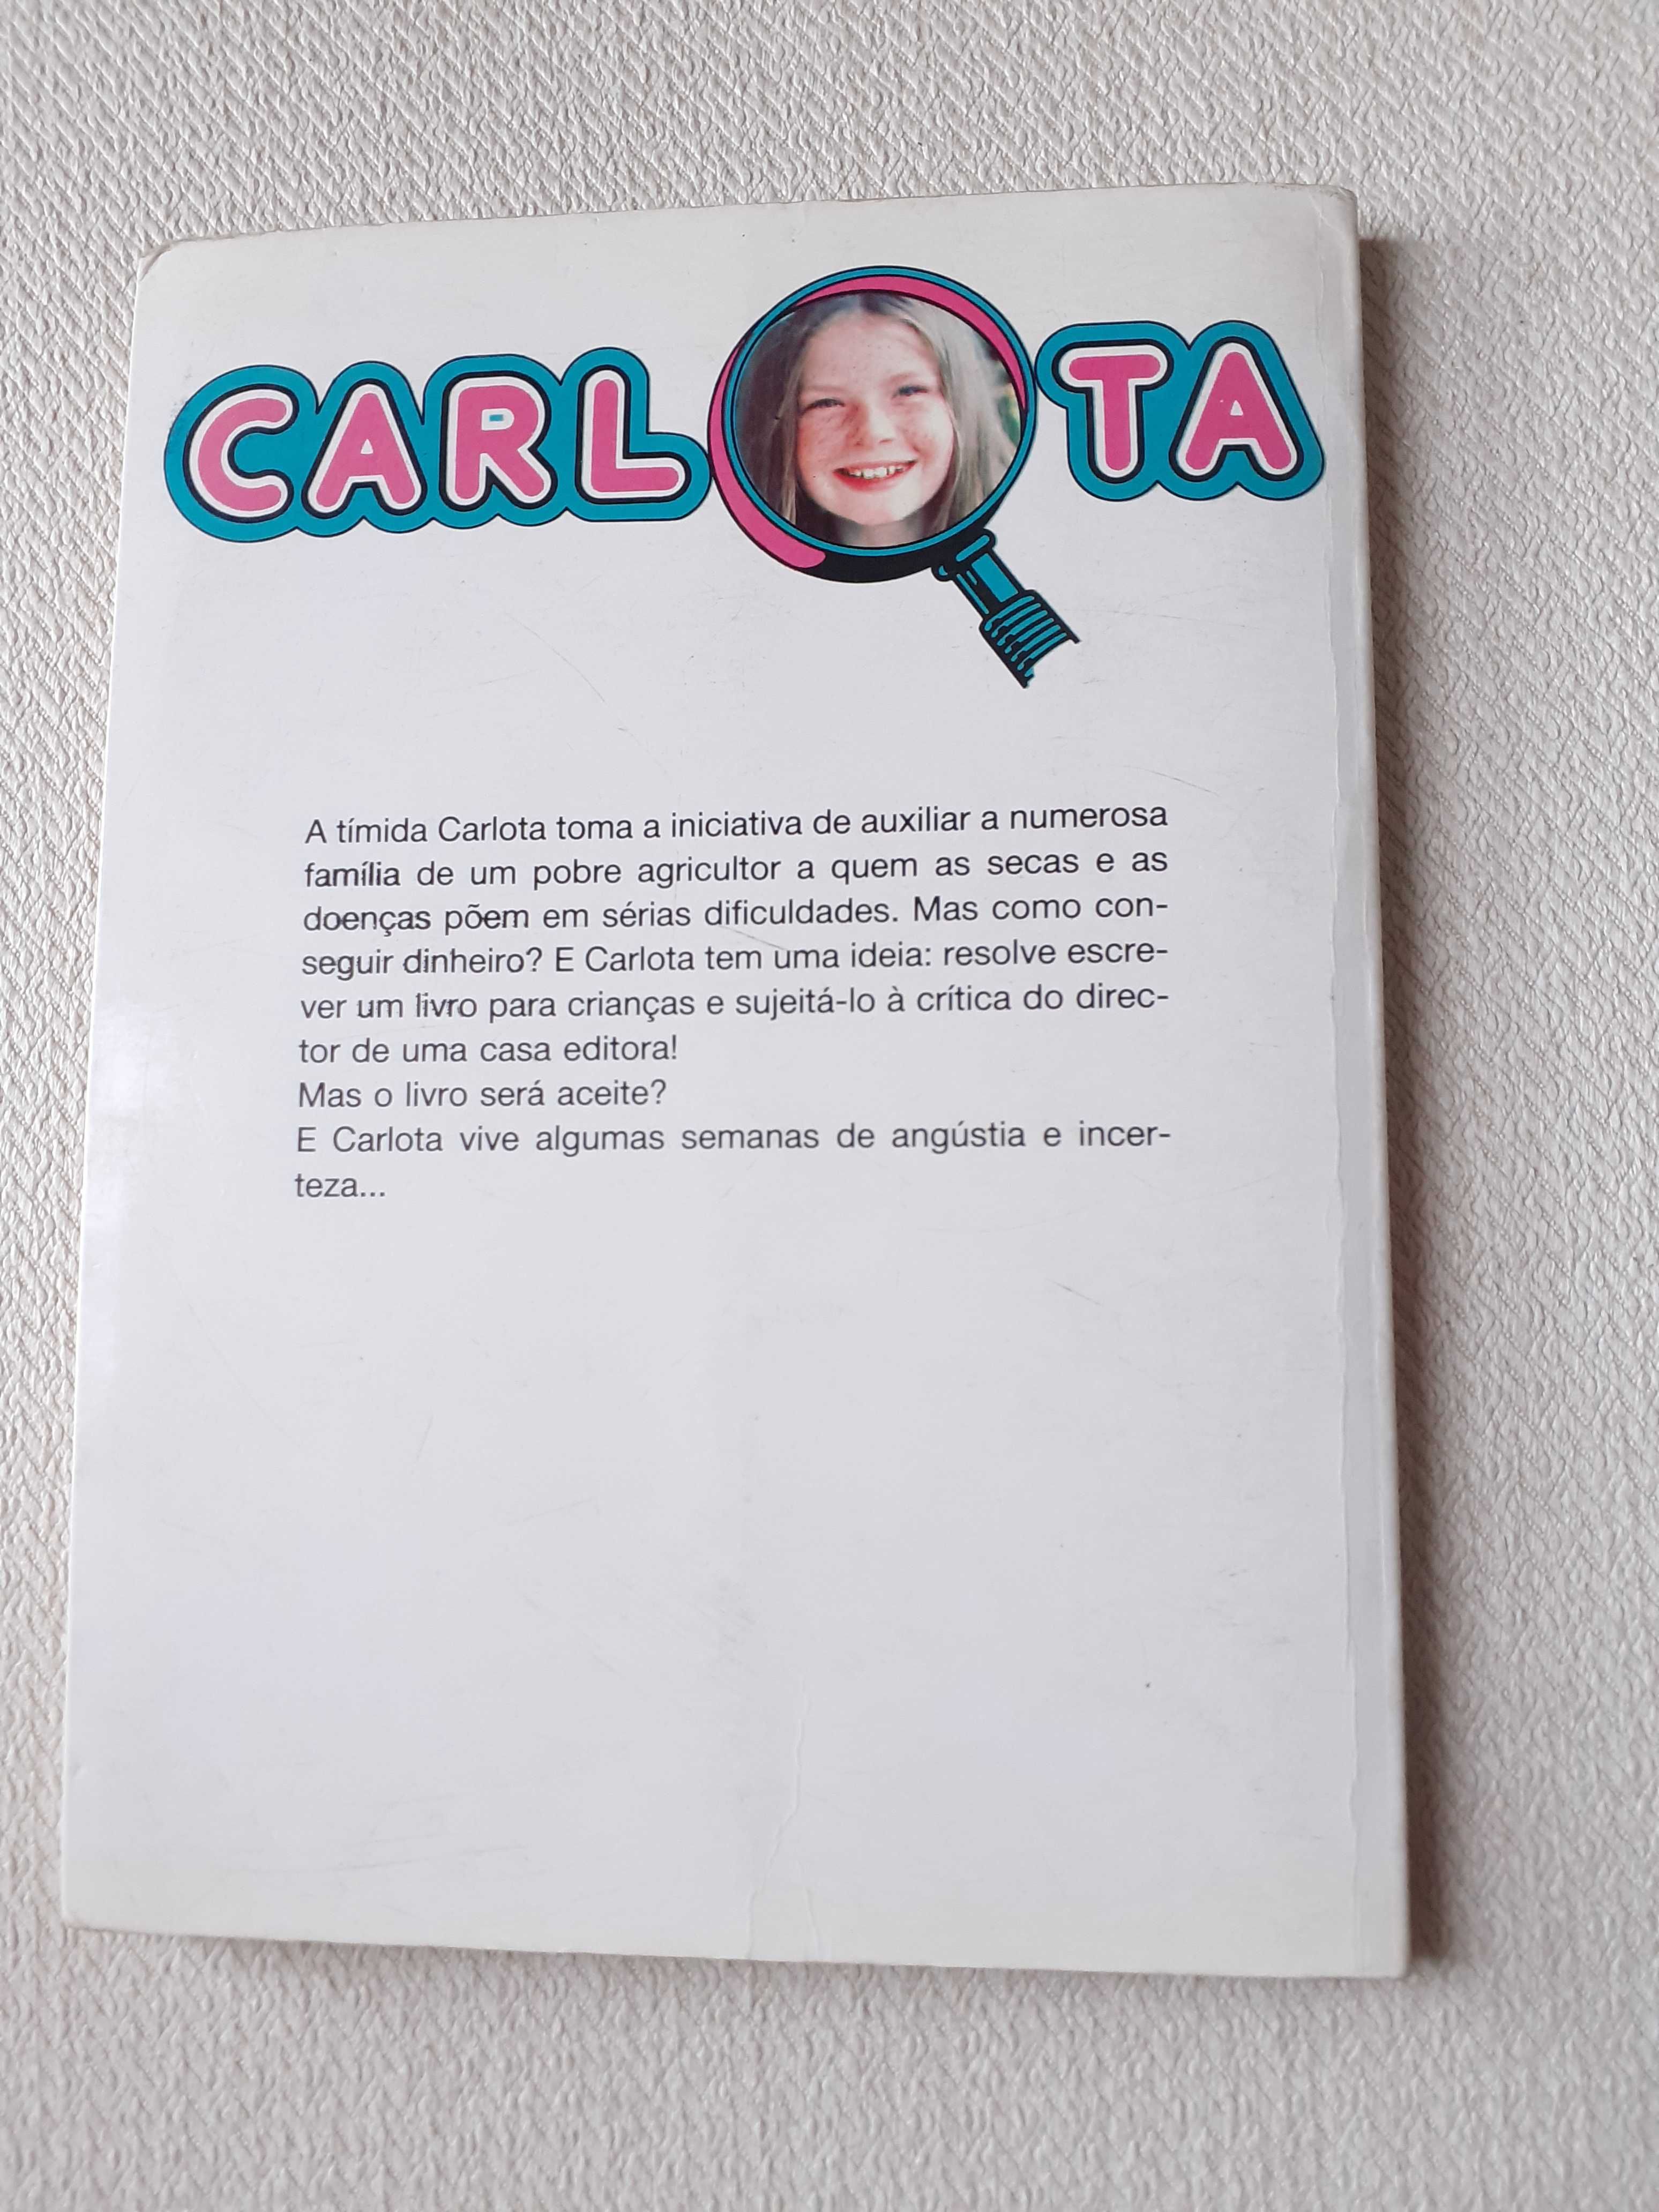 CARLOTA
A tímida Carlota toma a iniciativa de auxiliar a numerosa
família de um pobre agricultor a quem as secas e as
doenças põem em sérias dificuldades. Mas como con-
seguir dinheiro? E Carlota tem uma ideia: resolve escre-
ver um livro para crianças e sujeitá-lo à crítica do direc-
tor de uma casa editora!
Mas o livro será aceite?
E Carlota vive algumas semanas de angústia e incer-
teza...